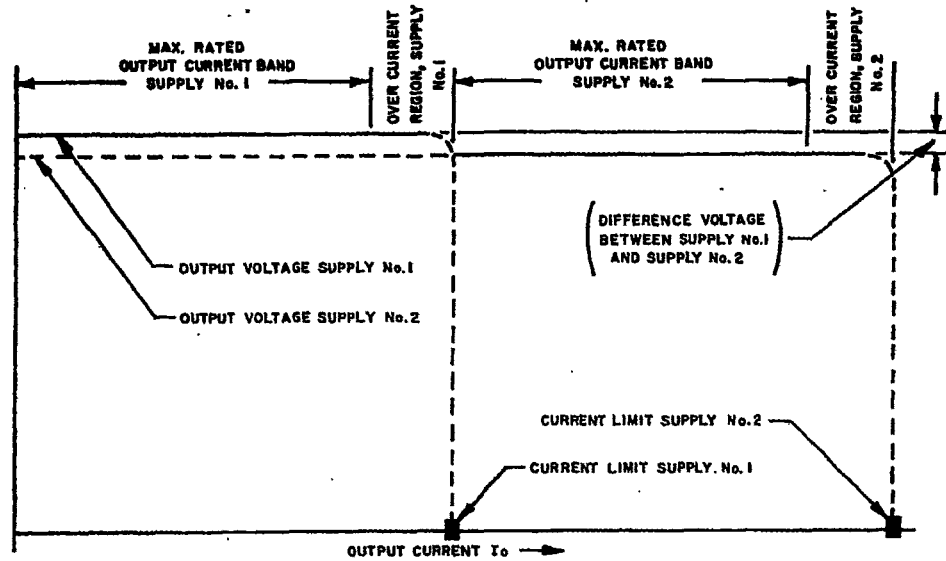 MAX. RATED
OUTPUT CURRENT BAND
SUPPLY No. 1
OVER CURRENT
REGION, SUPPLY
No. 1
MAX. RATED
OUTPUT CURRENT BAND
SUPPLY No. 2
OVER CURRENT
REGION, SUPPLY
No. 2
DIFFERENCE VOLTAGE
BETWEEN SUPPLY No. 1
AND SUPPLY No. 2
OUTPUT VOLTAGE SUPPLY No. 1
OUTPUT VOLTAGE SUPPLY No. 2
CURRENT LIMIT SUPPLY No. 2
CURRENT LIMIT SUPPLY. No. 1
OUTPUT CURRENT Io